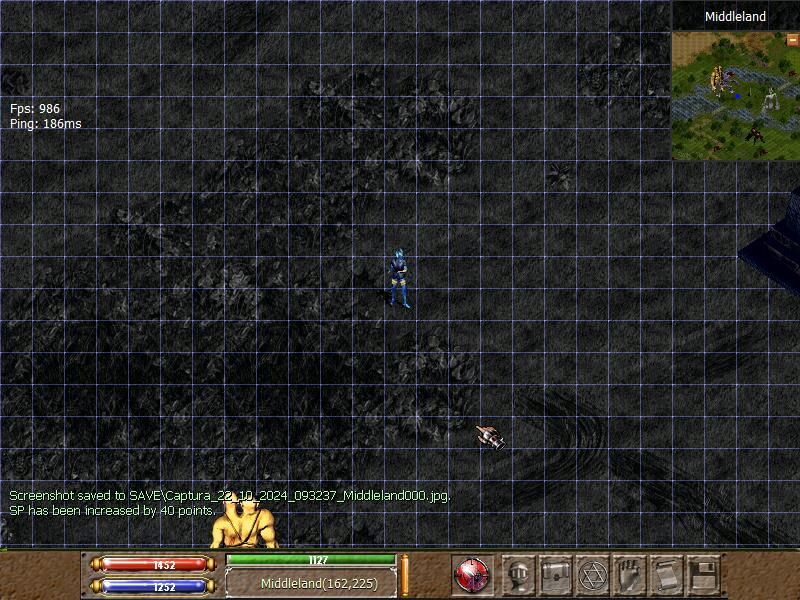 Middleland
Fps: 986
Ping: 186ms
Screenshot saved to SAVE\Captura_22_10_2024_093237_Middleland000.jpg.
SP has been increased by 40 points.
1452
1127
1252
Middleland(162,225)